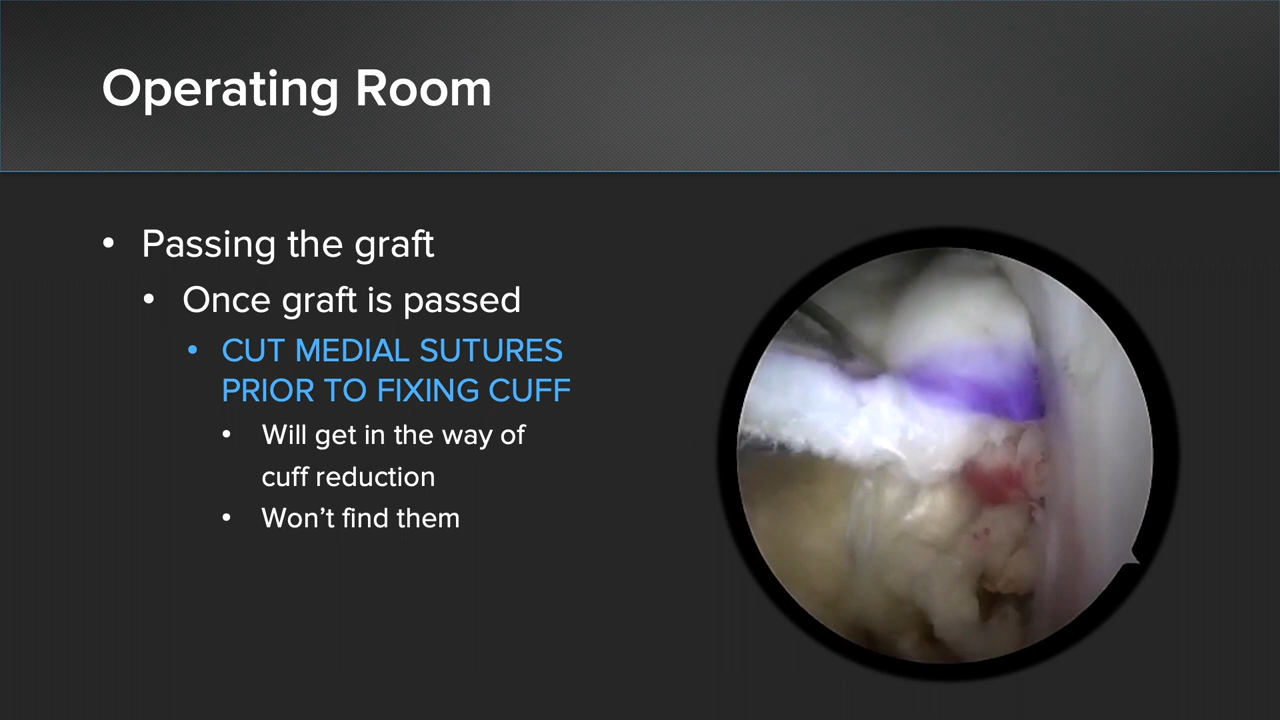 Operating Room
• Passing the graft
• Once graft is passed
• CUT MEDIAL SUTURES
PRIOR TO FIXING CUFF
• Will get in the way of
cuff reduction
• Won’t find them